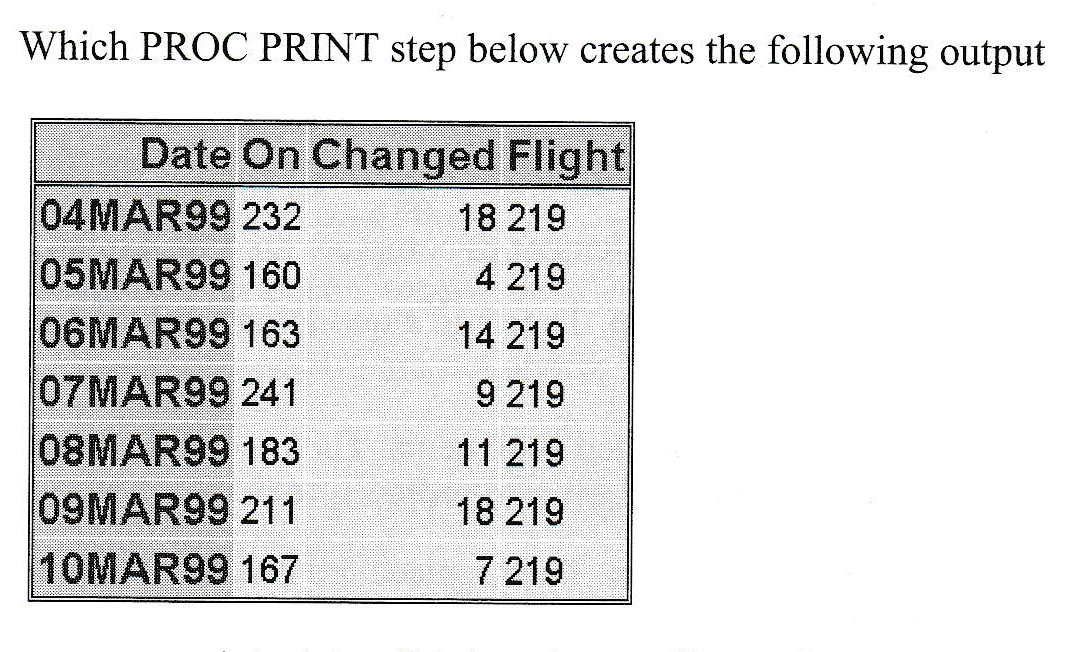 Which PROC PRINT step below creates the following output
Date On Changed Flight
04MAR99 232 18 219
05MAR99 160 4 219
06MAR99 163 14 219
07MAR99 241 9 219
08MAR99 183 11 219
09MAR99 211 18 219
10MAR99 167 7 219